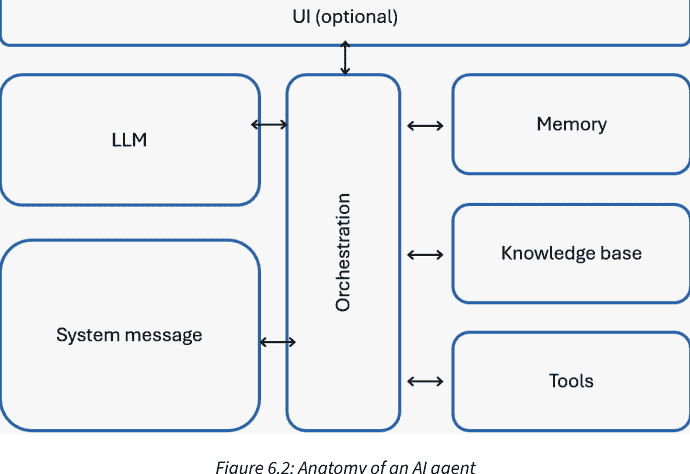 UI (optional)
LLM
System message
Orchestration
Memory
Knowledge base
Tools
Figure 6.2: Anatomy of an AI agent